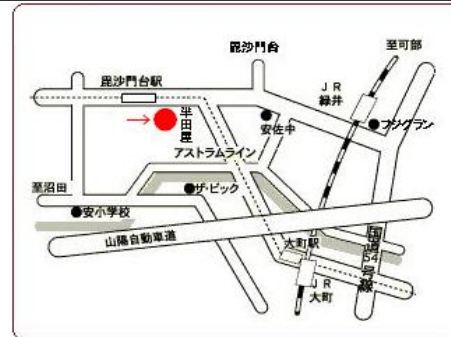 毘沙門台
至可部
毘沙門台駅
JR
緑井
半田屋
安佐中
フジグラン
アストラムライン
至沼田
ザ・ビック
安小学校
山陽自動車道
大町駅
国道54号線
JR
大町